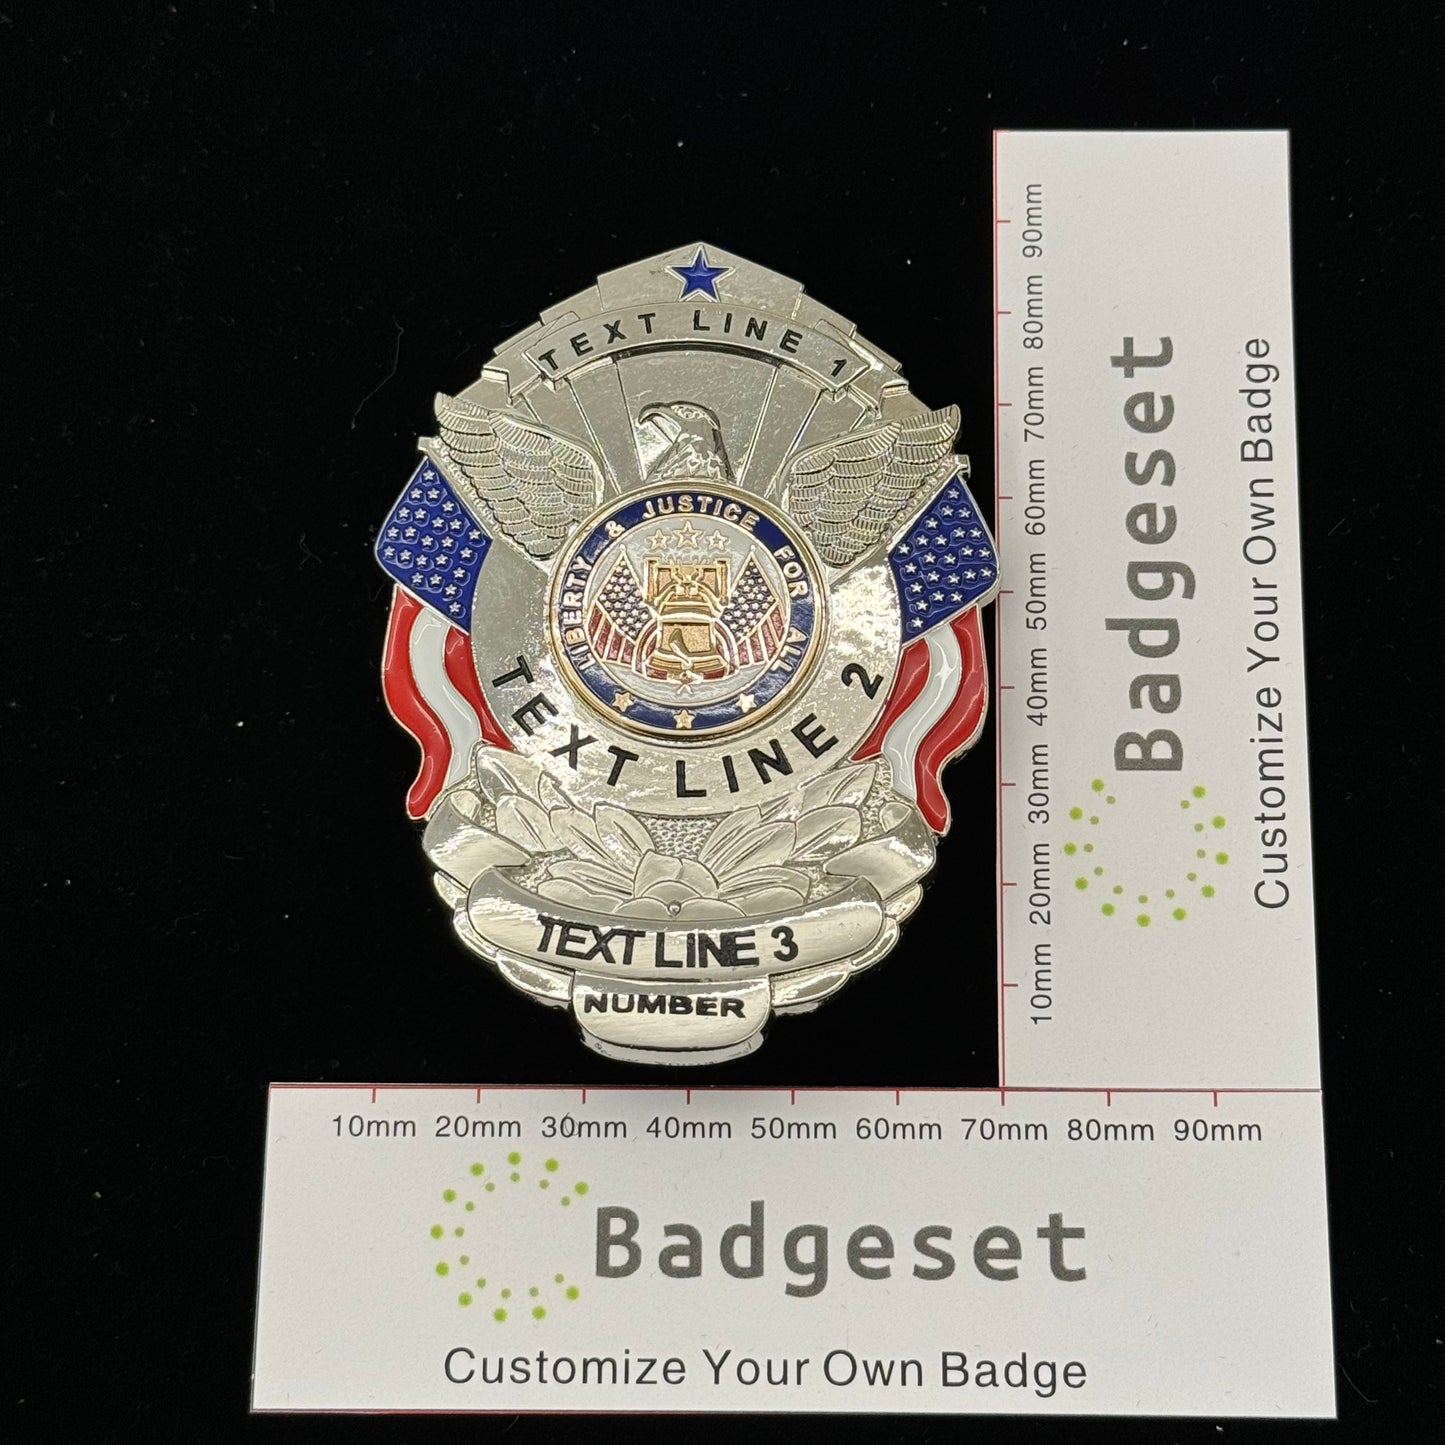 TEXT LINE 1
LIBERTY & JUSTICE FOR ALL
TEXT LINE 2
TEXT LINE 3
NUMBER
90mm
80mm
70mm
60mm
50mm
40mm
30mm
20mm
10mm
Badgeset
Customize Your Own Badge
10mm 20mm 30mm 40mm 50mm 60mm 70mm 80mm 90mm
Badgeset
Customize Your Own Badge